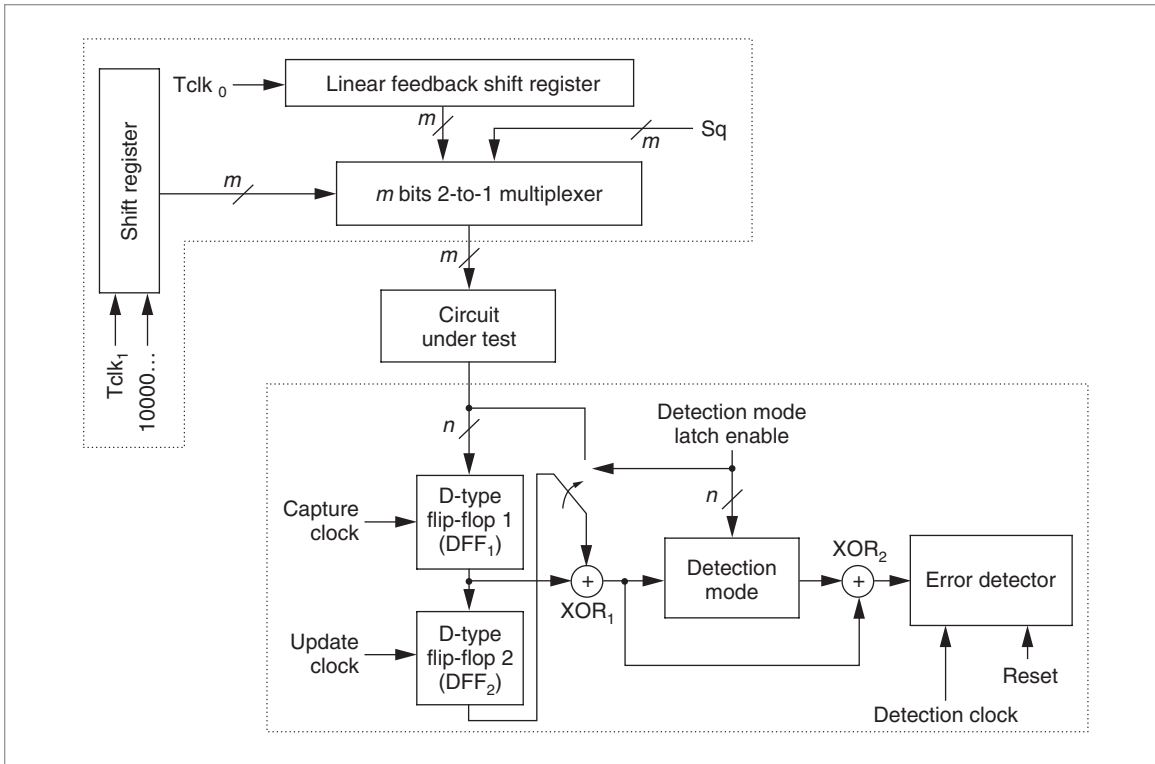 Tclk 0
Linear feedback shift register
m
m
Sq
Shift register
m
m bits 2-to-1 multiplexer
m
Circuit
under test
Tclk1
10000...
Detection mode
latch enable
n
n
Capture
clock
D-type
flip-flop 1
(DFF1)
+
XOR1
Detection
mode
XOR2
+
Error detector
Update
clock
D-type
flip-flop 2
(DFF2)
Reset
Detection clock